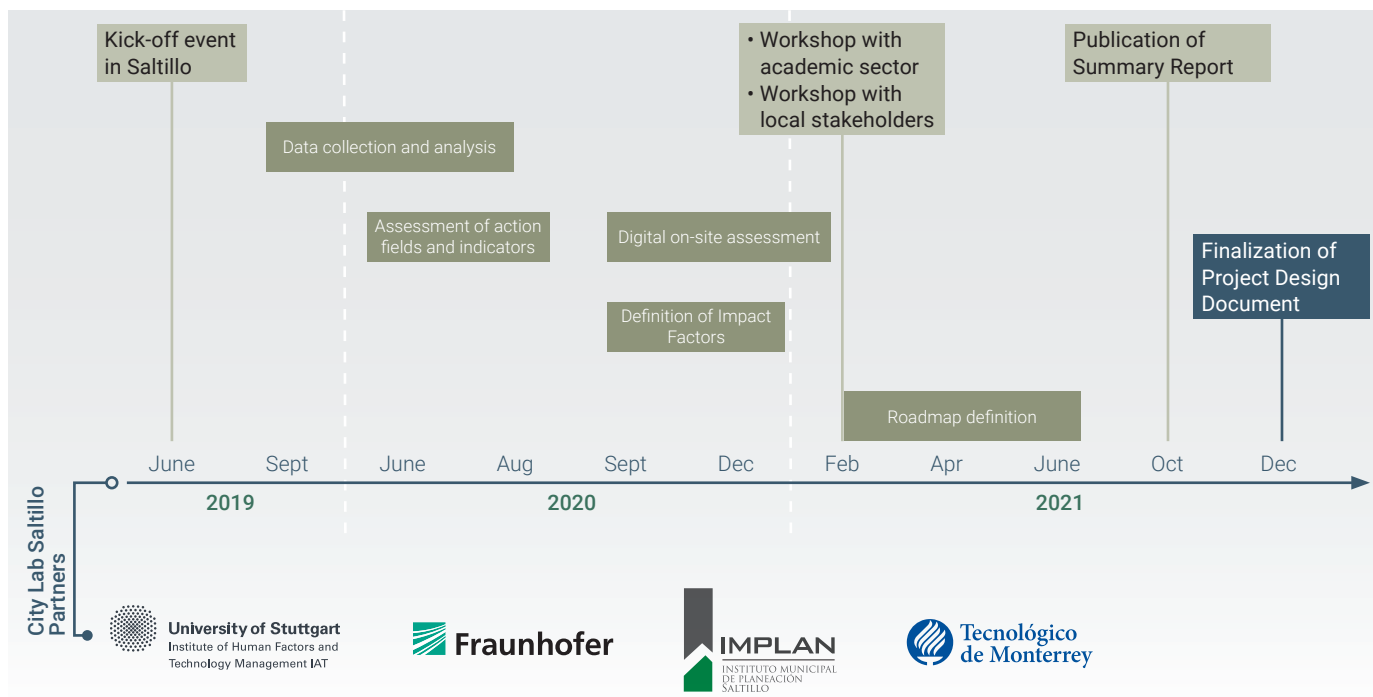 Kick-off event
in Saltillo
• Workshop with
academic sector
• Workshop with
local stakeholders
Publication of
Summary Report
Data collection and analysis
Assessment of action
fields and indicators
Digital on-site assessment
Finalization of
Project Design
Document
Definition of Impact
Factors
Roadmap definition
June Sept June Aug Sept Dec Feb Apr June Oct Dec
2019 2020 2021
City Lab Saltillo
Partners
University of Stuttgart
Institute of Human Factors and
Technology Management IAT
Fraunhofer
IMPLAN
INSTITUTO MUNICIPAL
DE PLANEACIÓN
SALTILLO
Tecnológico
de Monterrey